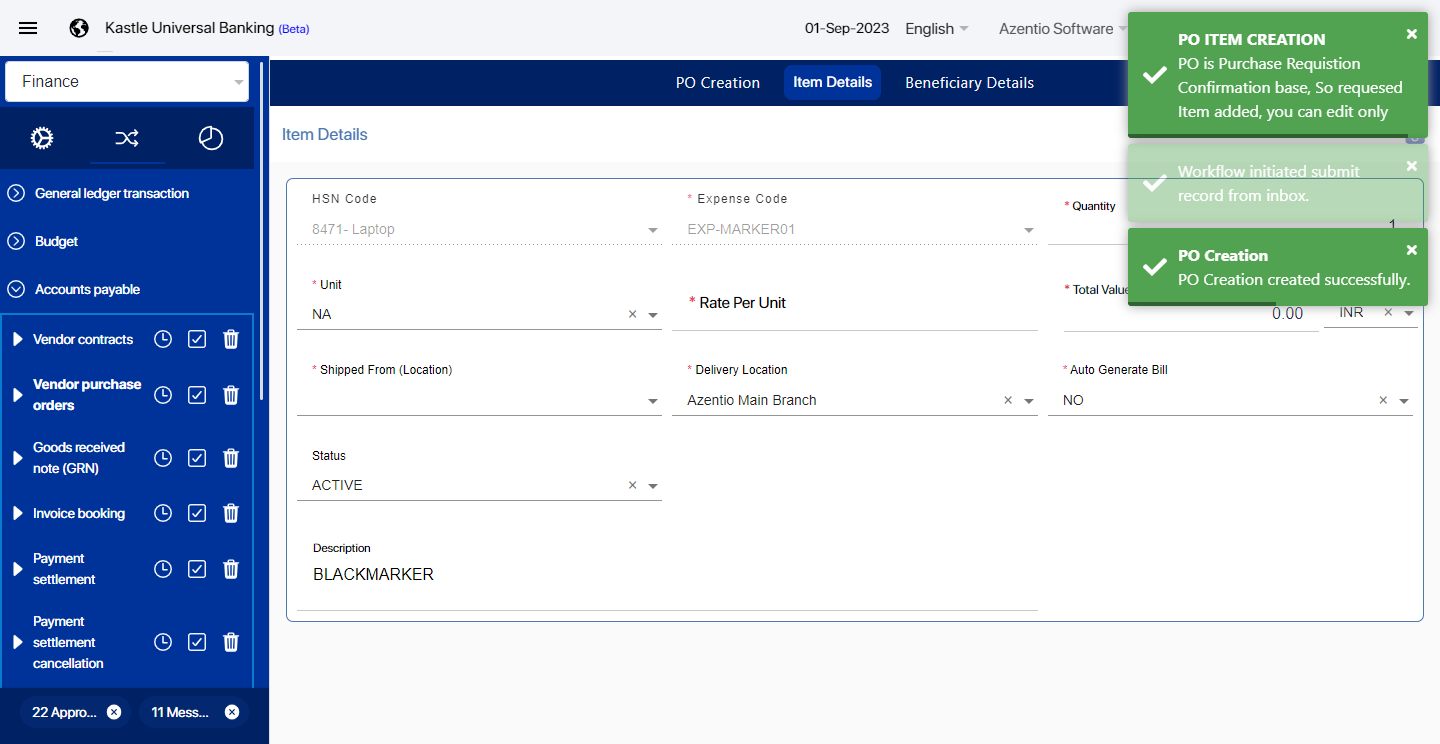 Kastle Universal Banking (Beta)
01-Sep-2023
English
Azentio Software
Finance
PO Creation
Item Details
Beneficiary Details
PO ITEM CREATION
PO is Purchase Requistion
Confirmation base, So requesed
Item added, you can edit only
Workflow initiated submit
record from inbox.
PO Creation
PO Creation created successfully.
General ledger transaction
Budget
Accounts payable
Vendor contracts
Vendor purchase
orders
Goods received
note (GRN)
Invoice booking
Payment
settlement
Payment
settlement
cancellation
22 Appro...
11 Mess...
Item Details
HSN Code
8471- Laptop
* Expense Code
EXP-MARKER01
* Quantity
1
* Unit
NA
* Rate Per Unit
* Total Value
0.00
INR
* Shipped From (Location)
* Delivery Location
Azentio Main Branch
* Auto Generate Bill
NO
Status
ACTIVE
Description
BLACKMARKER